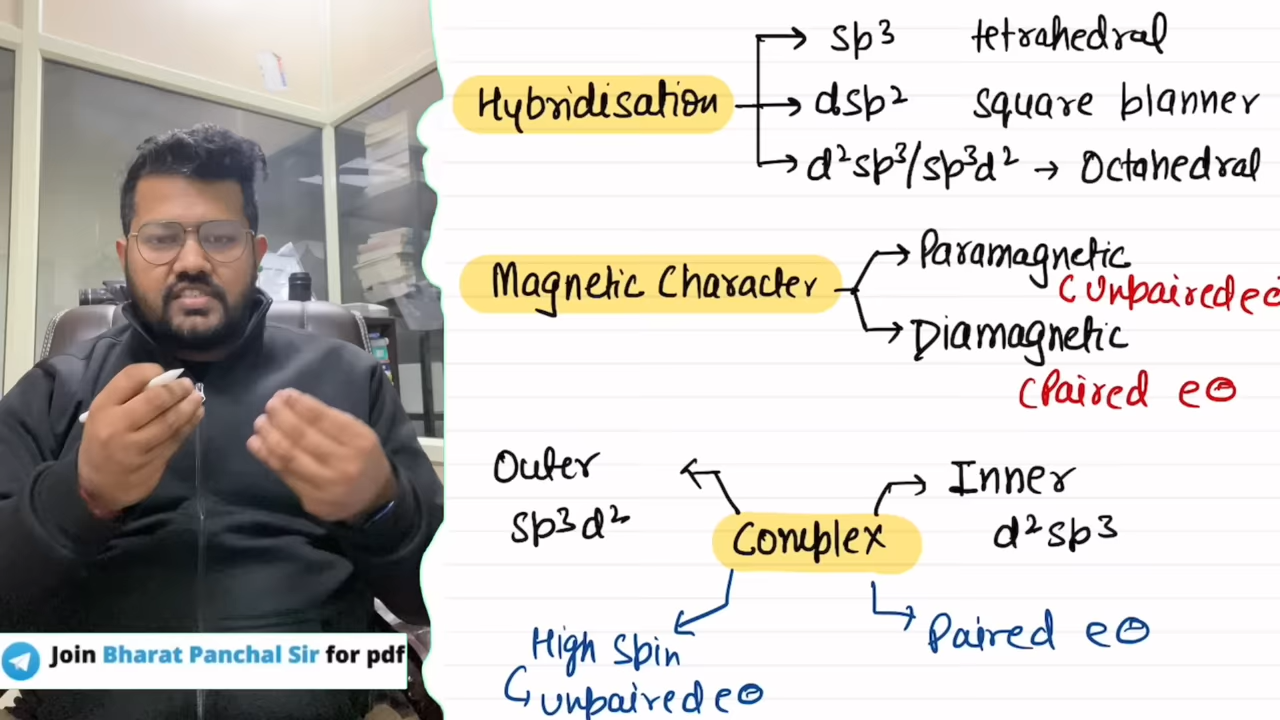 sp3 tetrahedral
Hybridisation
dsp2 square blanner
d²sp³/sp³d² → Octahedral
Paramagnetic
(unpaired e⊖
Magnetic Character
Diamagnetic
(Paired e⊖
Outer
sp³d²
Inner
d²sp3
Complex
High Spin
unpaired e⊖
Paired e⊖
Join Bharat Panchal Sir for pdf